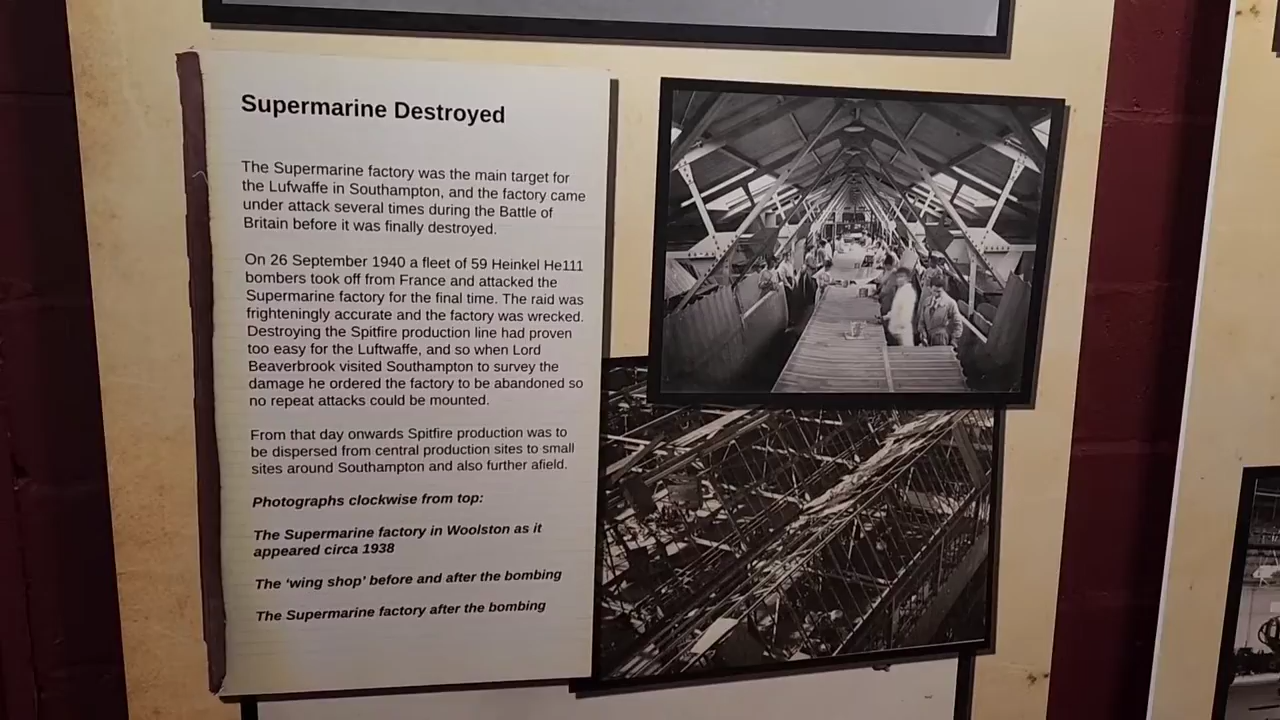 Supermarine Destroyed
The Supermarine factory was the main target for
the Lufwaffe in Southampton, and the factory came
under attack several times during the Battle of
Britain before it was finally destroyed.
On 26 September 1940 a fleet of 59 Heinkel He111
bombers took off from France and attacked the
Supermarine factory for the final time. The raid was
frighteningly accurate and the factory was wrecked.
Destroying the Spitfire production line had proven
too easy for the Luftwaffe, and so when Lord
Beaverbrook visited Southampton to survey the
damage he ordered the factory to be abandoned so
no repeat attacks could be mounted.
From that day onwards Spitfire production was to
be dispersed from central production sites to small
sites around Southampton and also further afield.
Photographs clockwise from top:
The Supermarine factory in Woolston as it
appeared circa 1938
The ‘wing shop’ before and after the bombing
The Supermarine factory after the bombing